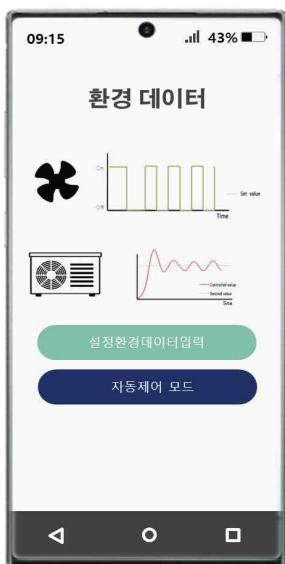 09:15
43%
환경 데이터
On
Off
Set value
Time
Controlled value
Desired value
Time
설정환경데이터입력
자동제어 모드